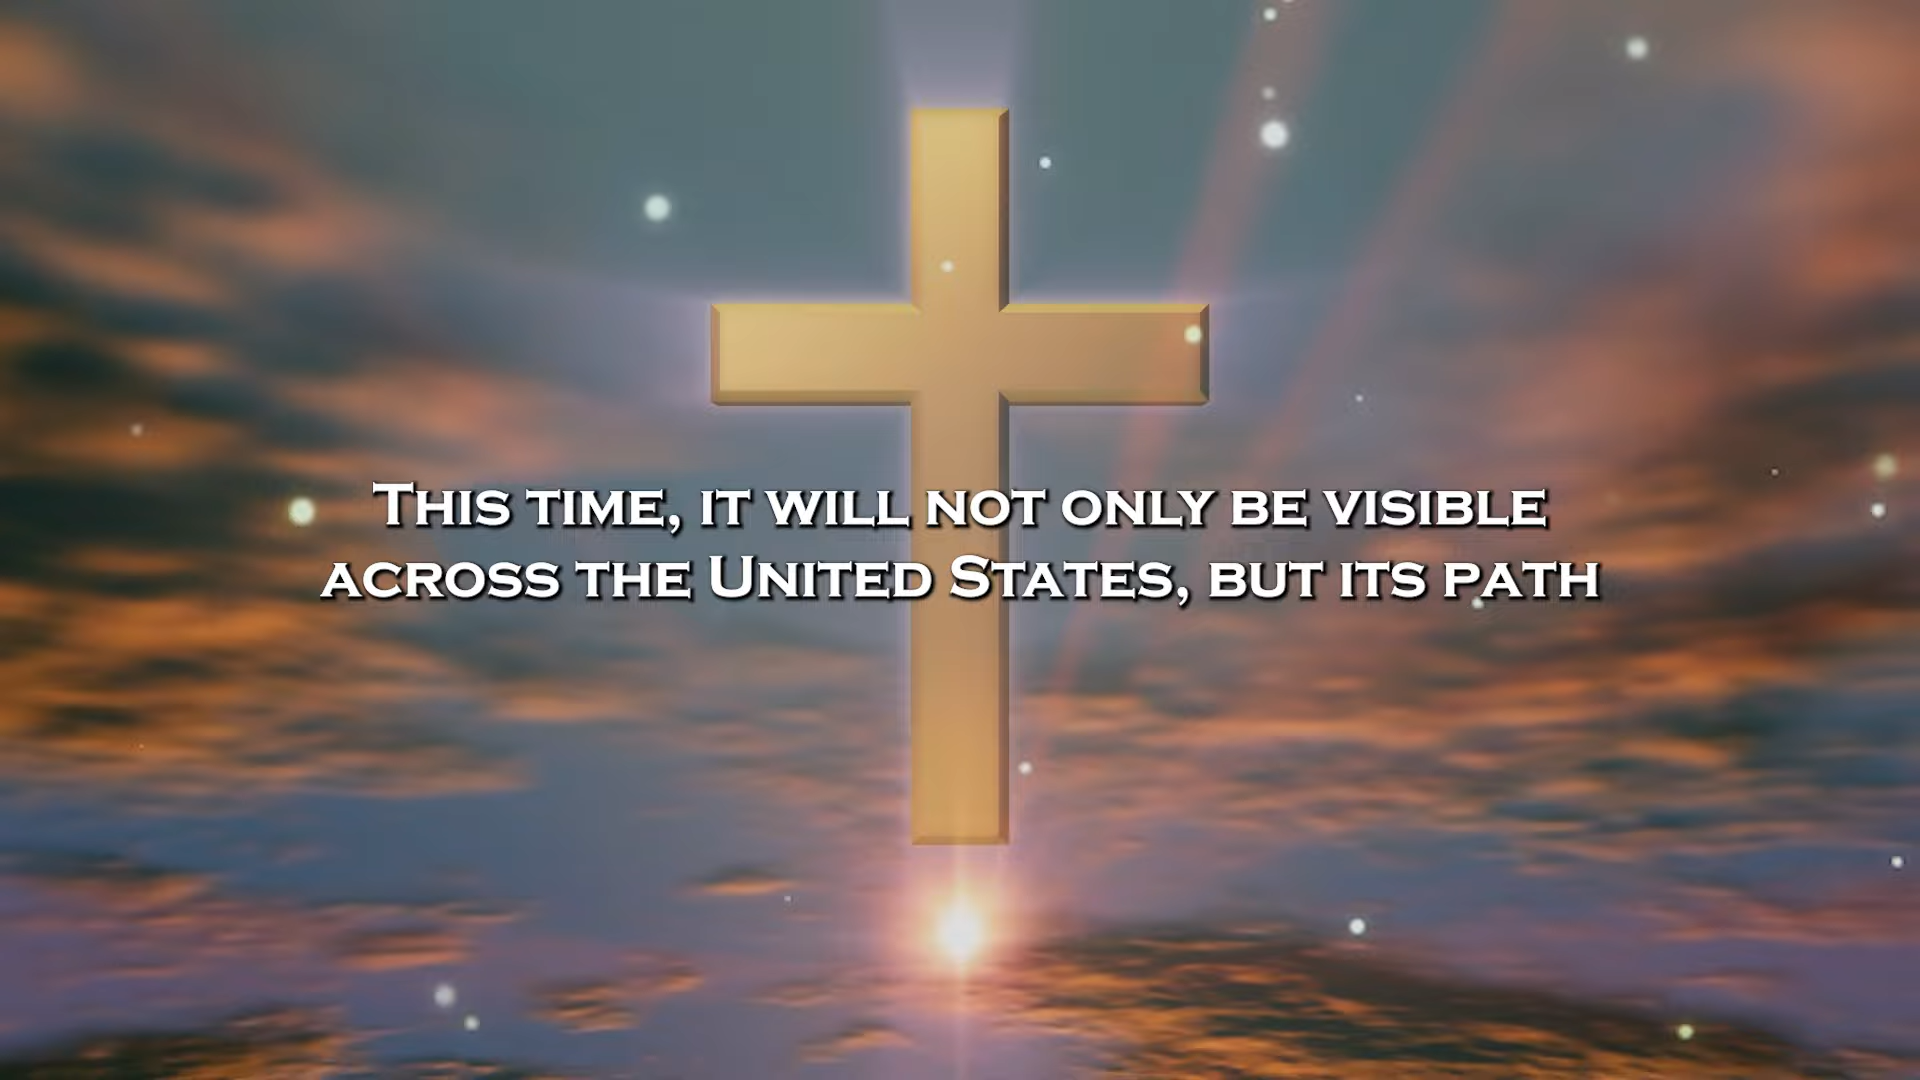 This time, it will not only be visible
across the United States, but its path